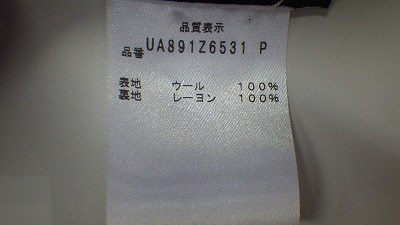 品質表示
品番 UA891Z6531 P
表地 ウール 100%
裏地 レーヨン 100%